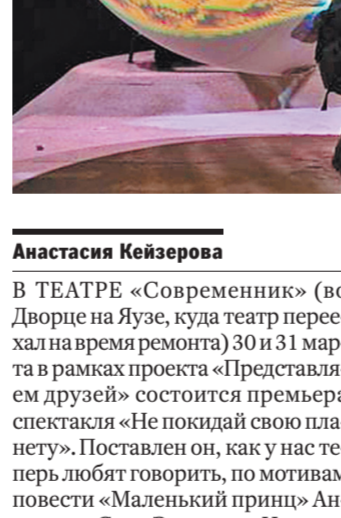 Анастасия Кейзерова
В ТЕАТРЕ «Современник» (во
Дворце на Яузе, куда театр перее-
хал на время ремонта) 30 и 31 мар-
та в рамках проекта «Представля-
ем друзей» состоится премьера
спектакля «Не покидай свою пла-
нету». Поставлен он, как у нас те-
перь любят говорить, по мотивам
повести «Маленький принц» Ан-